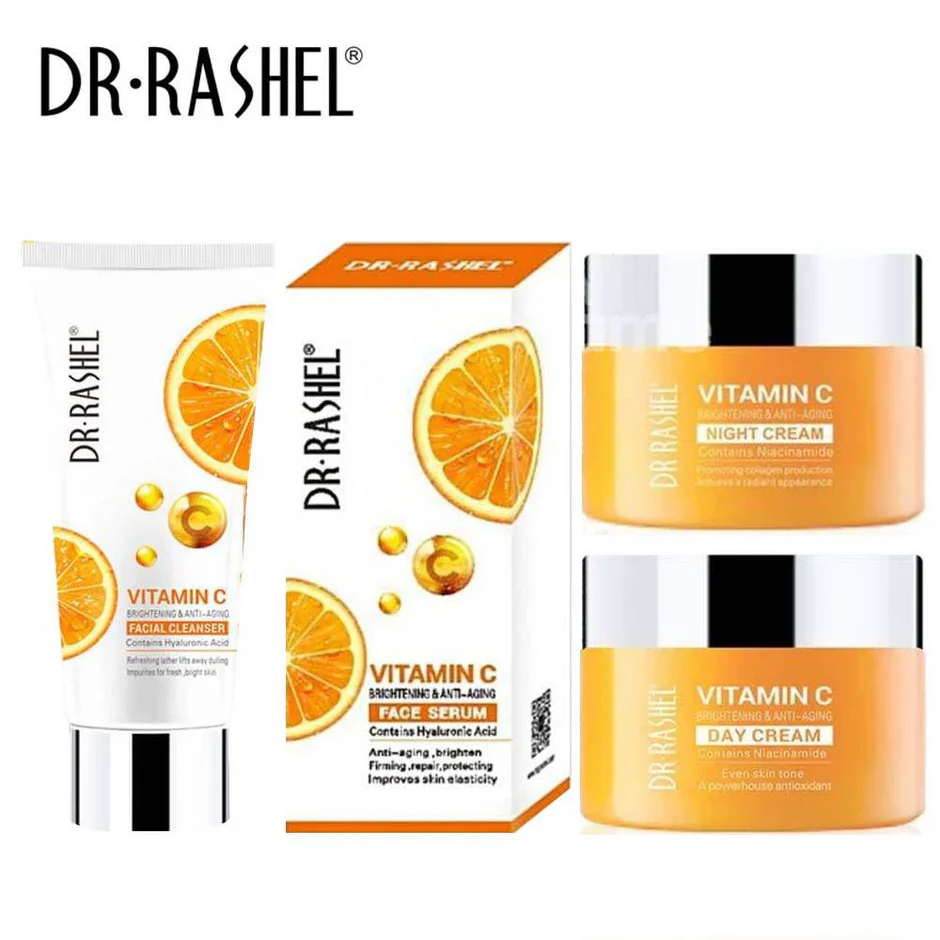 DR·RASHEL®
DR·RASHEL®
C
VITAMIN C
BRIGHTENING & ANTI-AGING
FACIAL CLEANSER
Contains Hyaluronic Acid
Refreshing lather lifts away dulling
Impurites for fresh ,bright skin
DR·RASHEL®
DR·RASHEL®
C
VITAMIN C
BRIGHTENING & ANTI-AGING
FACE SERUM
Contains Hyaluronic Acid
Anti-aging ,brighten
Firming ,repair,protecting
Improves skin elasticity
DR·RASHEL®
VITAMIN C
BRIGHTENING & ANTI-AGING
NIGHT CREAM
Contains Niacinamide
Promoting collagen production
Achieve a radiant appearance
DR·RASHEL®
VITAMIN C
BRIGHTENING & ANTI-AGING
DAY CREAM
Contains Niacinamide
Even skin tone
A powerhouse antioxidant